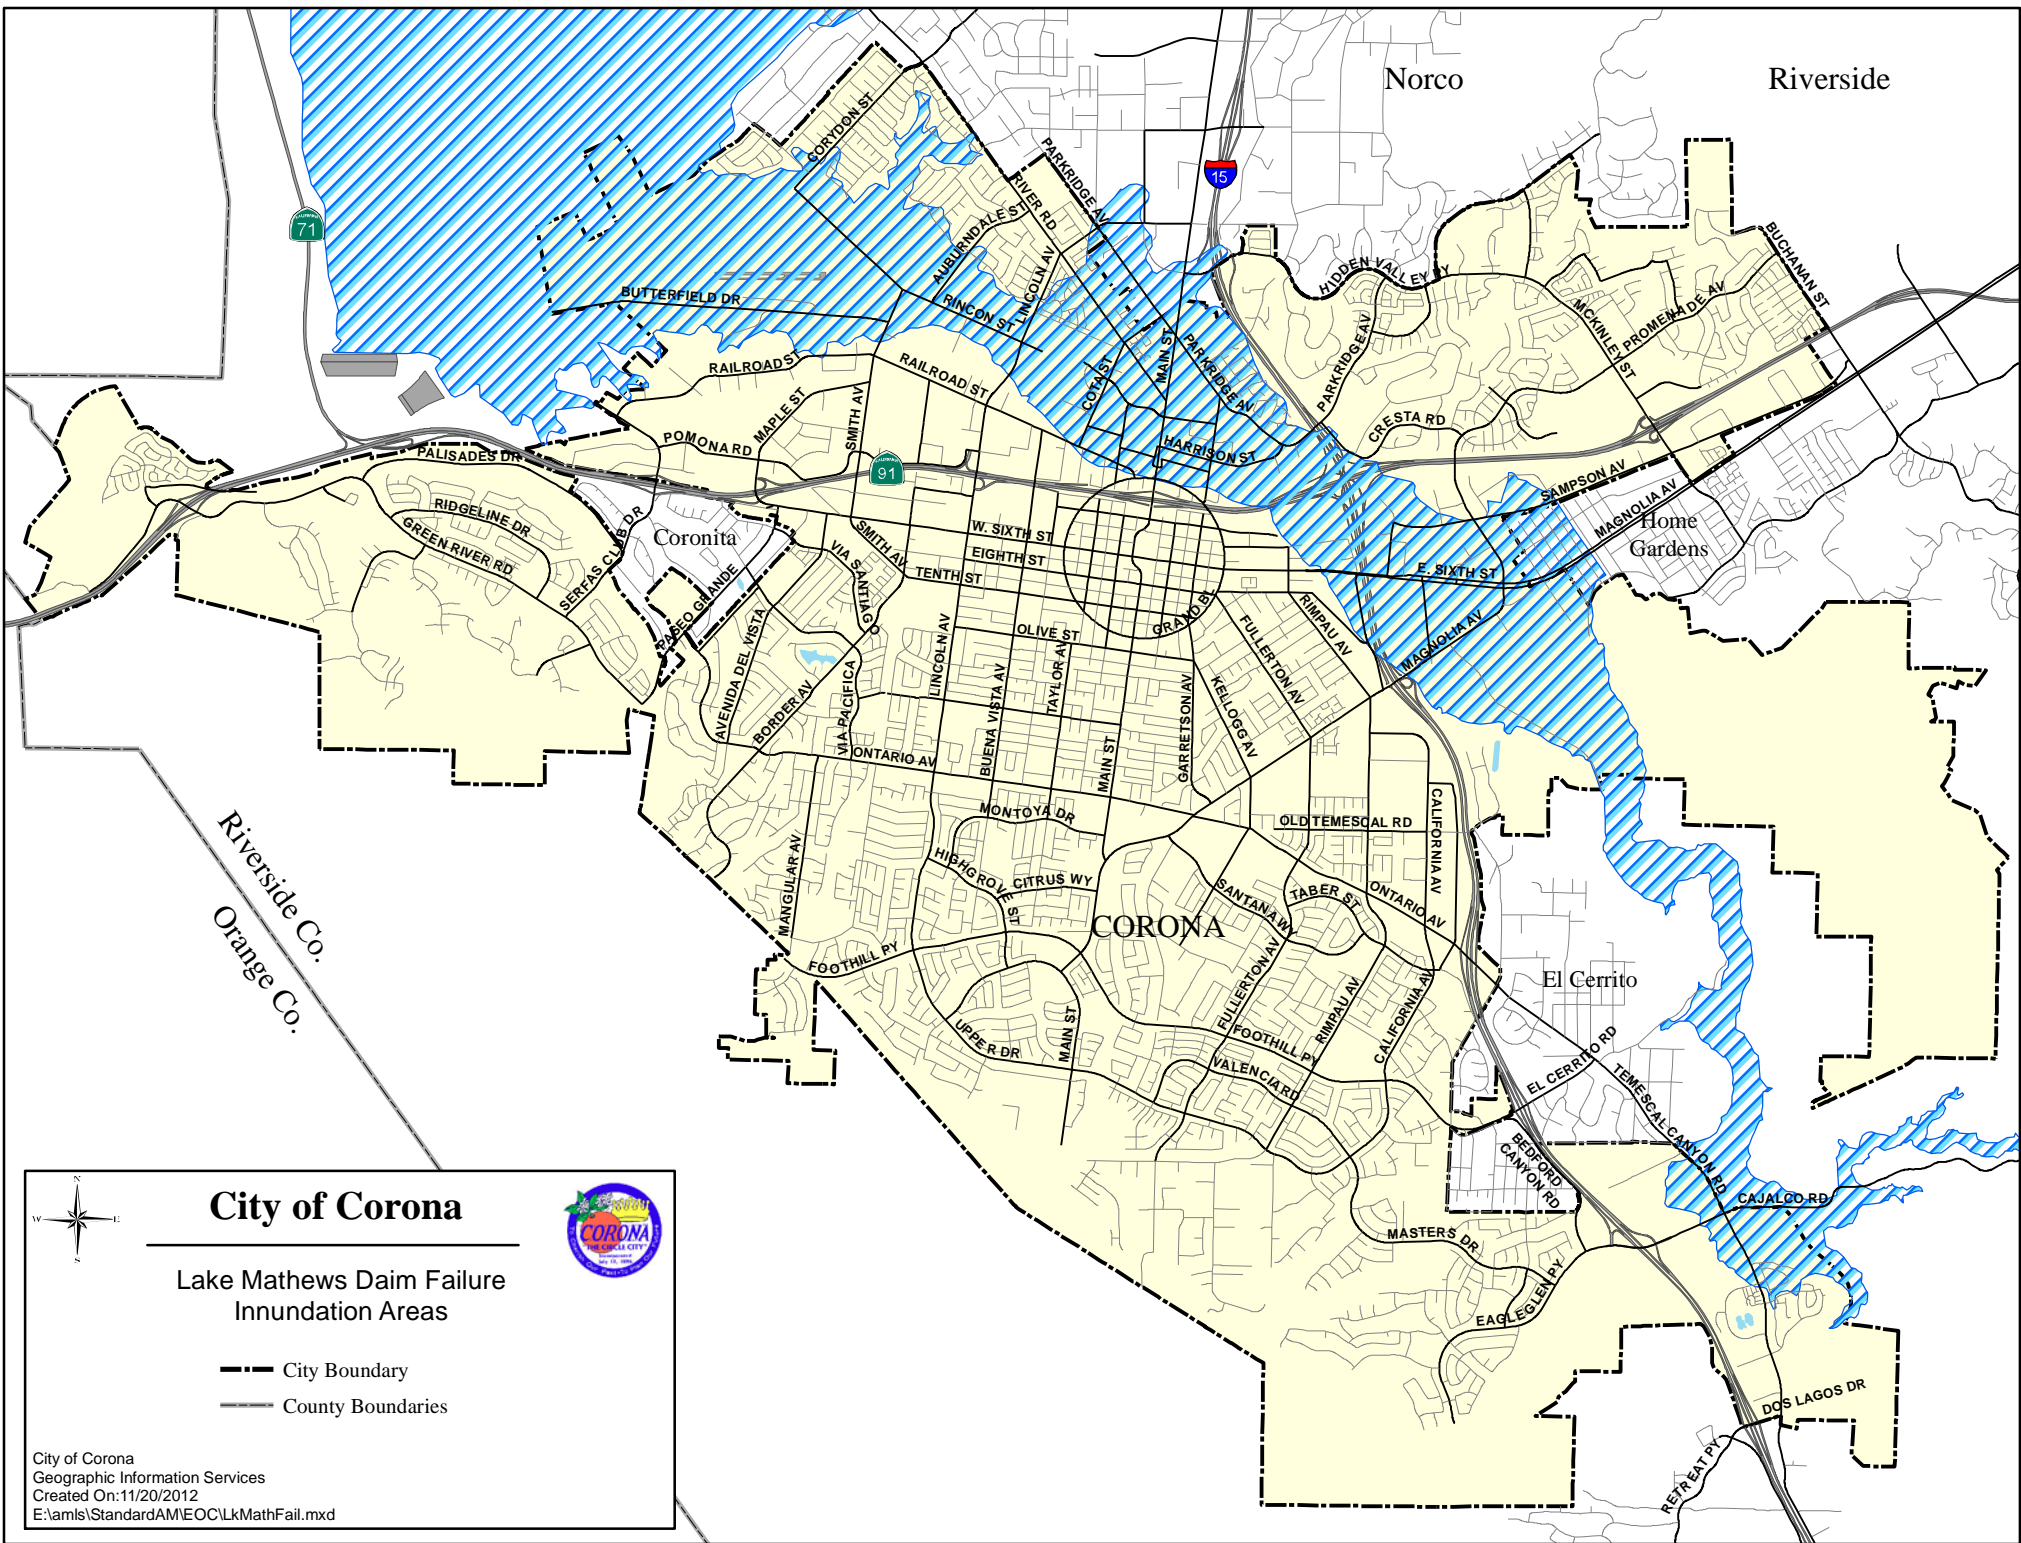 Norco
Riverside
CORYDON ST
PARKRIDGE AV
15
RIVER RD
71
AUBURNDALE ST
LINCOLN AV
HIDDEN VALLEY PY
BUCHANAN ST
BUTTERFIELD DR
RINCON ST
MCKINLEY ST
PROMENADE AV
MAIN ST
PARKRIDGE AV
PARKRIDGE AV
RAILROAD ST
RAILROAD ST
COTA ST
MAPLE ST
SMITH AV
CRESTA RD
POMONA RD
HARRISON ST
PALISADES DR
91
SAMPSON AV
MAGNOLIA AV
RIDGELINE DR
GREEN RIVER RD
SERFAS CLUB DR
Coronita
Home
Gardens
W. SIXTH ST
SMITH AV
EIGHTH ST
VIA SANTIAGO
TENTH ST
E. SIXTH ST
PASEO GRANDE
GRAND BL
RIMPAU AV
FULLERTON AV
MAGNOLIA AV
OLIVE ST
AVENIDA DEL VISTA
BORDER AV
VIA PACIFICA
LINCOLN AV
BUENA VISTA AV
TAYLOR AV
MAIN ST
GARRETSON AV
KELLOGG AV
ONTARIO AV
MONTOYA DR
OLD TEMESCAL RD
CALIFORNIA AV
Riverside Co.
Orange Co.
MANGULAR AV
HIGHGROVE ST
CITRUS WY
SANTANA WY
TABER ST
ONTARIO AV
CORONA
FOOTHILL PY
FULLERTON AV
RIMPAU AV
CALIFORNIA AV
El Cerrito
UPPER DR
MAIN ST
FOOTHILL PY
VALENCIA RD
EL CERRITO RD
TEMESCAL CANYON RD
BEDFORD
CANYON RD
CAJALCO RD
MASTERS DR
EAGLEGLEN PY
DOS LAGOS DR
RETREAT PY
N
W
E
S
City of Corona
CORONA
THE CIRCLE CITY
Lake Mathews Daim Failure
Innundation Areas
City Boundary
County Boundaries
City of Corona
Geographic Information Services
Created On:11/20/2012
E:\amls\StandardAM\EOC\LkMathFail.mxd